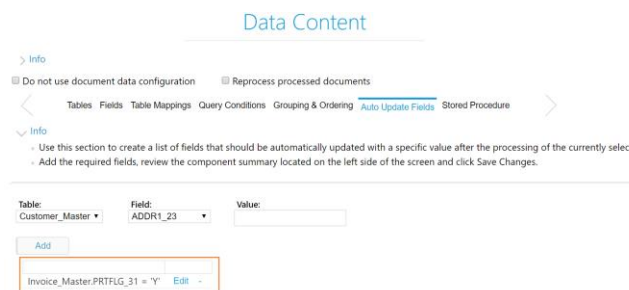 Data Content
Info
Do not use document data configuration Reprocess processed documents
Tables Fields Table Mappings Query Conditions Grouping & Ordering Auto Update Fields Stored Procedure
Info
Use this section to create a list of fields that should be automatically updated with a specific value after the processing of the currently selec
Add the required fields, review the component summary located on the left side of the screen and click Save Changes.
Table: Field: Value:
Customer_Master ADDR1_23
Add
Invoice_Master.PRTFLG_31 = 'Y' Edit -